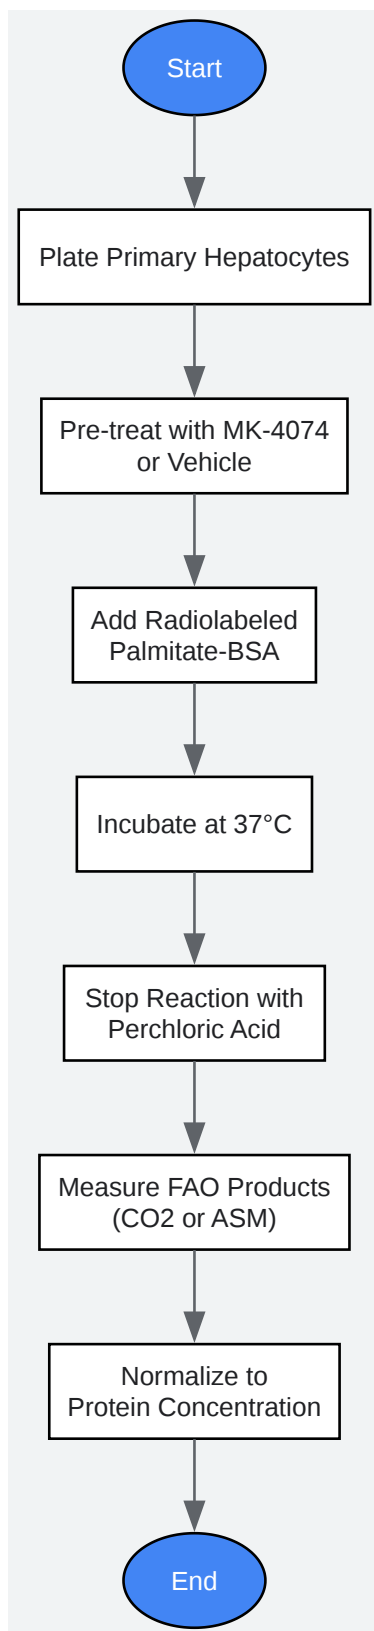 Start
Plate Primary Hepatocytes
Pre-treat with MK-4074
or Vehicle
Add Radiolabeled
Palmitate-BSA
Incubate at 37°C
Stop Reaction with
Perchloric Acid
Measure FAO Products
(CO2 or ASM)
Normalize to
Protein Concentration
End